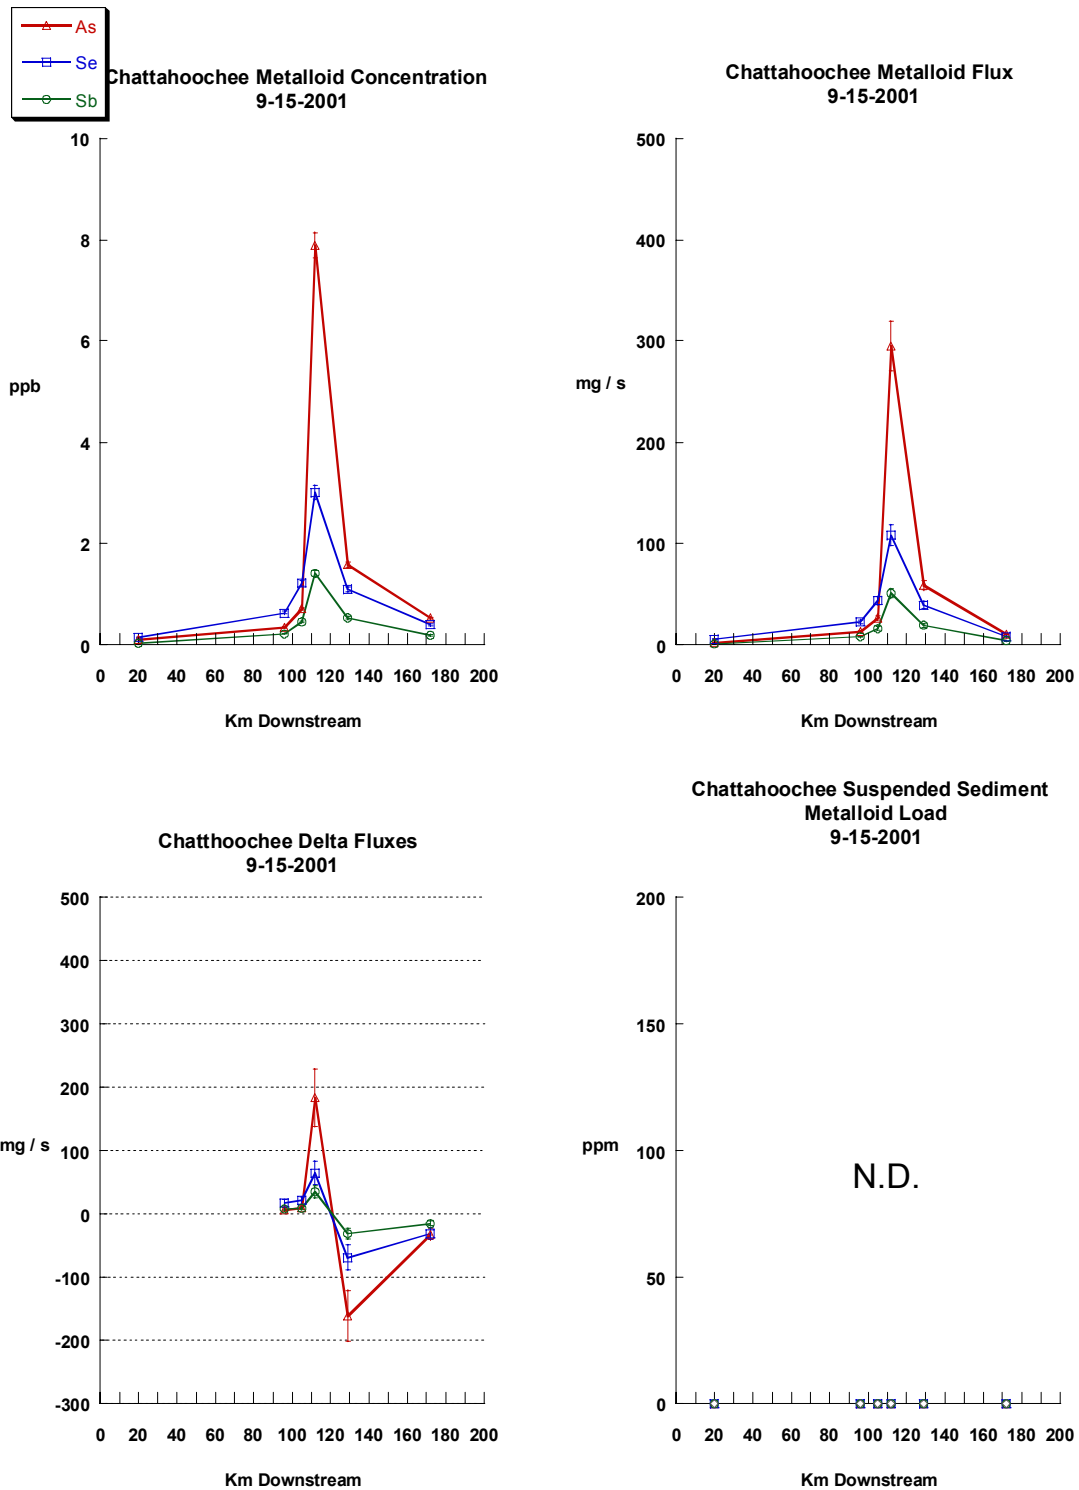 As
Se
Sb
Chattahoochee Metalloid Concentration
9-15-2001
10
8
6
ppb
4
2
0
0 20 40 60 80 100 120 140 160 180 200
Km Downstream
Chattahoochee Metalloid Flux
9-15-2001
500
400
300
mg / s
200
100
0
0 20 40 60 80 100 120 140 160 180 200
Km Downstream
Chatthoochee Delta Fluxes
9-15-2001
500
400
300
200
mg / s 100
0
-100
-200
-300
0 20 40 60 80 100 120 140 160 180 200
Km Downstream
Chattahoochee Suspended Sediment
Metalloid Load
9-15-2001
200
150
ppm 100
N.D.
50
0
0 20 40 60 80 100 120 140 160 180 200
Km Downstream